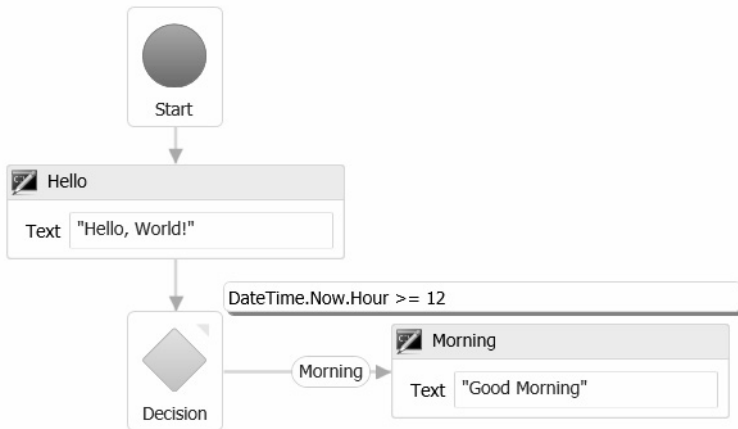 Start
Hello
Text "Hello, World!"
DateTime.Now.Hour >= 12
Decision
Morning
Morning
Text "Good Morning"